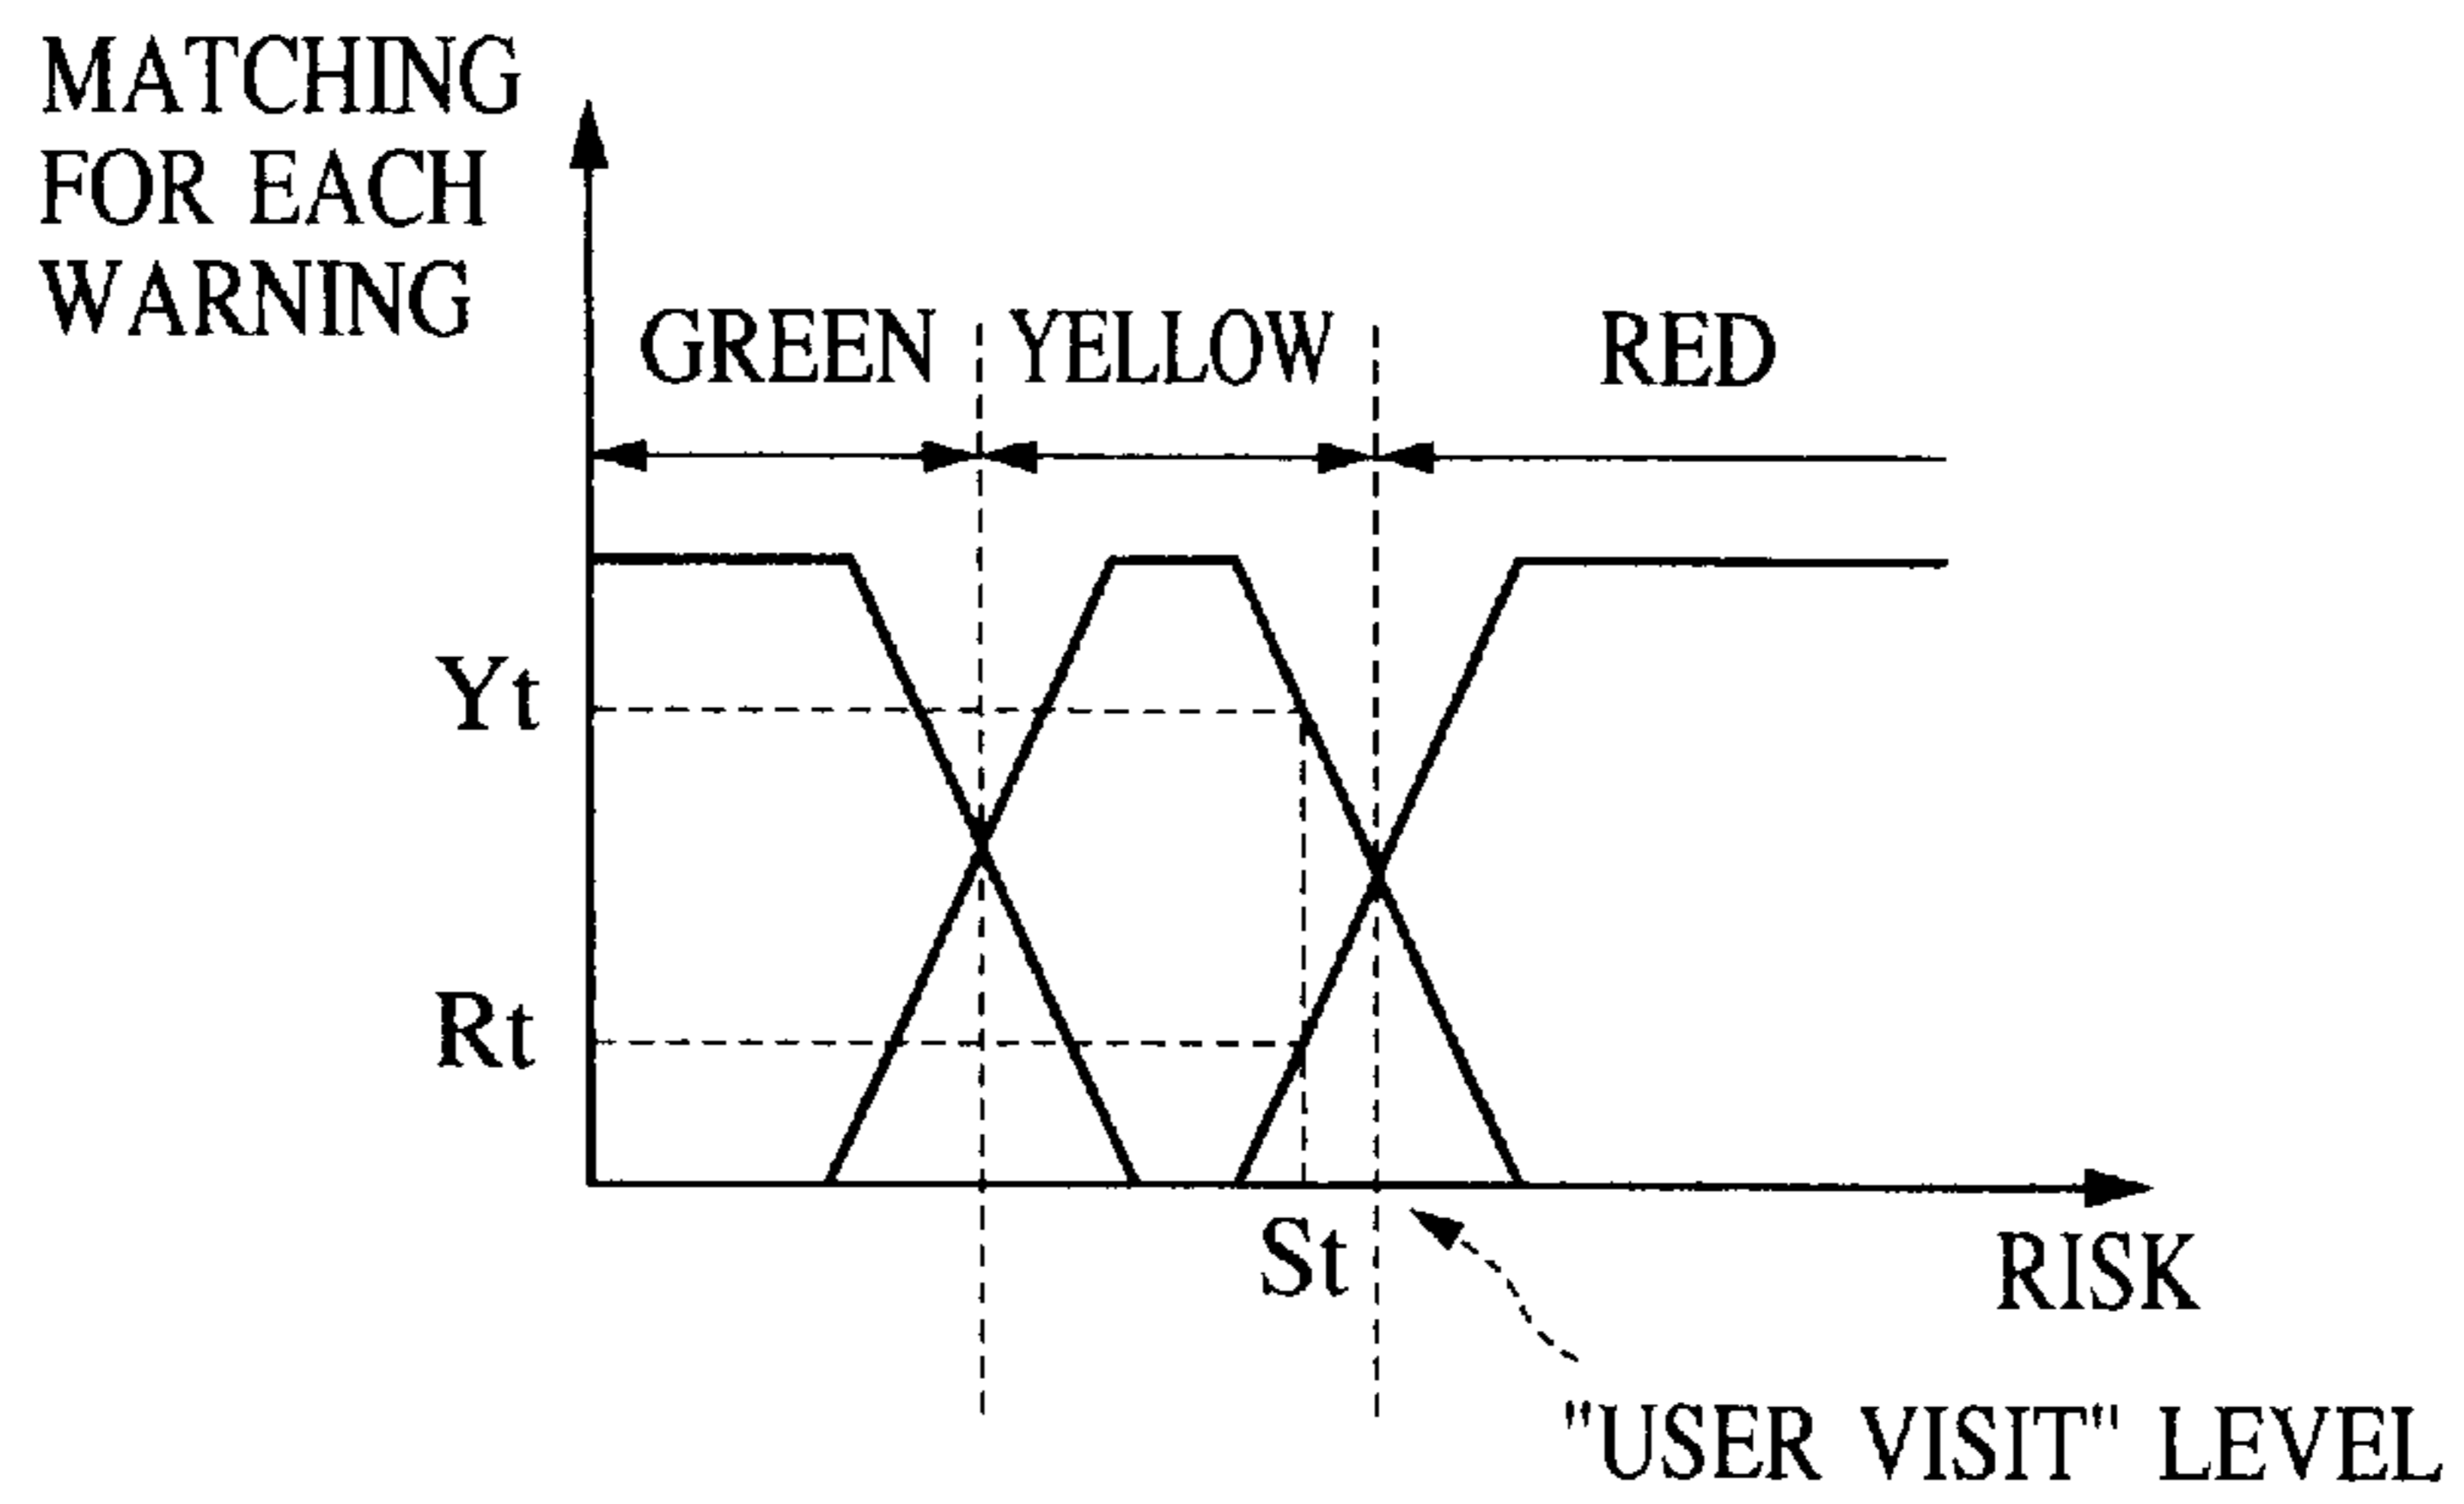 MATCHING
FOR EACH
WARNING
GREEN YELLOW RED
Yt
Rt
St
RISK
"USER VISIT" LEVEL